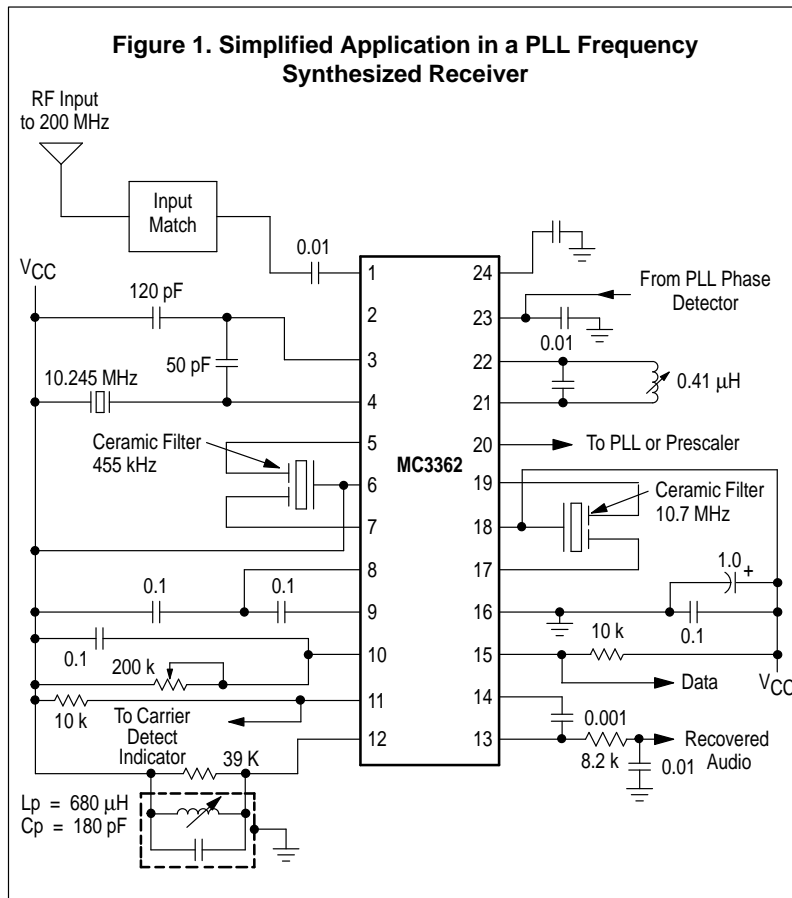 Figure 1. Simplified Application in a PLL Frequency
Synthesized Receiver
RF Input
to 200 MHz
Input
Match
0.01
VCC
120 pF
50 pF
10.245 MHz
Ceramic Filter
455 kHz
0.1
0.1
0.1
200 k
10 k
To Carrier
Detect
Indicator
39 K
Lp = 680 µH
Cp = 180 pF
1
2
3
4
5
6
7
8
9
10
11
12
MC3362
24
23
22
21
20
19
18
17
16
15
14
13
From PLL Phase
Detector
0.01
0.41 µH
To PLL or Prescaler
Ceramic Filter
10.7 MHz
1.0
+
0.1
10 k
Data
VCC
0.001
8.2 k
Recovered
Audio
0.01